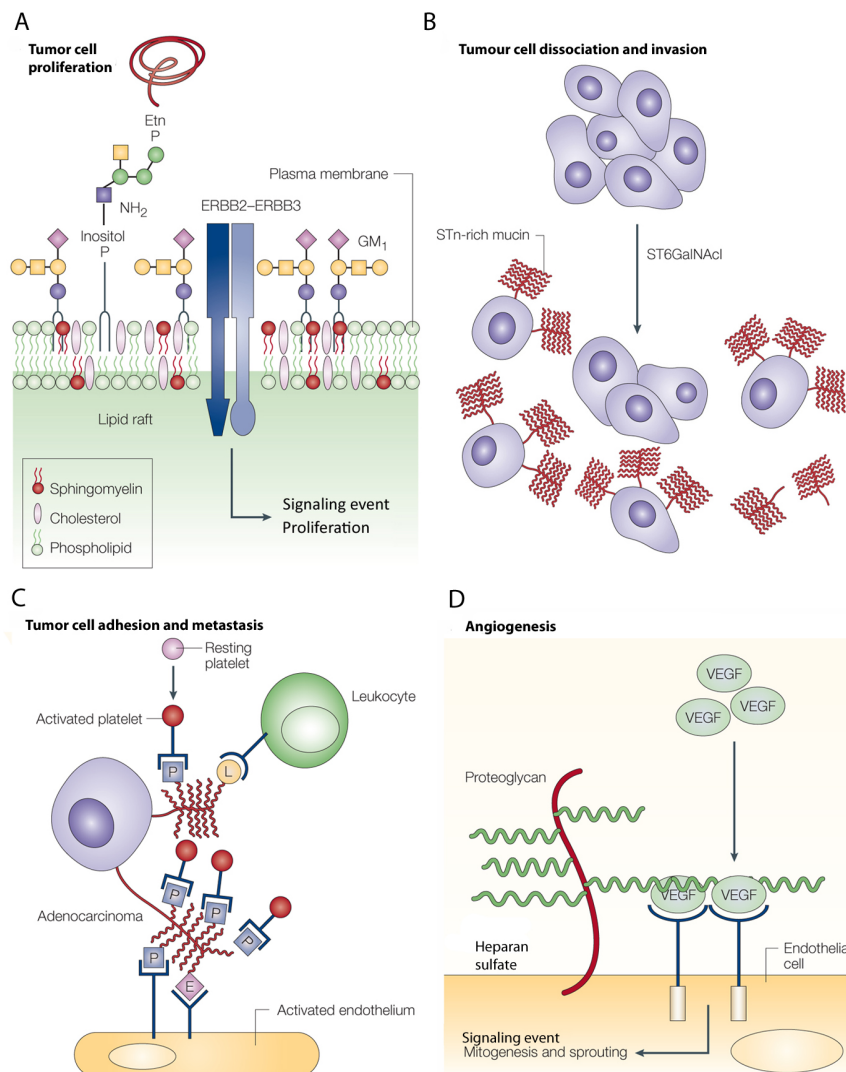 A
Tumor cell
proliferation
Etn
P
NH2
Inositol
P
ERBB2–ERBB3
Plasma membrane
GM1
Lipid raft
Sphingomyelin
Cholesterol
Phospholipid
Signaling event
Proliferation
B
Tumour cell dissociation and invasion
STn-rich mucin
ST6GalNAcI
C
Tumor cell adhesion and metastasis
Resting
platelet
Activated platelet
Leukocyte
P
L
Adenocarcinoma
P
P
P
P
E
Activated endothelium
D
Angiogenesis
VEGF
VEGF
VEGF
Proteoglycan
VEGF
VEGF
Heparan
sulfate
Endothelia
cell
Signaling event
Mitogenesis and sprouting